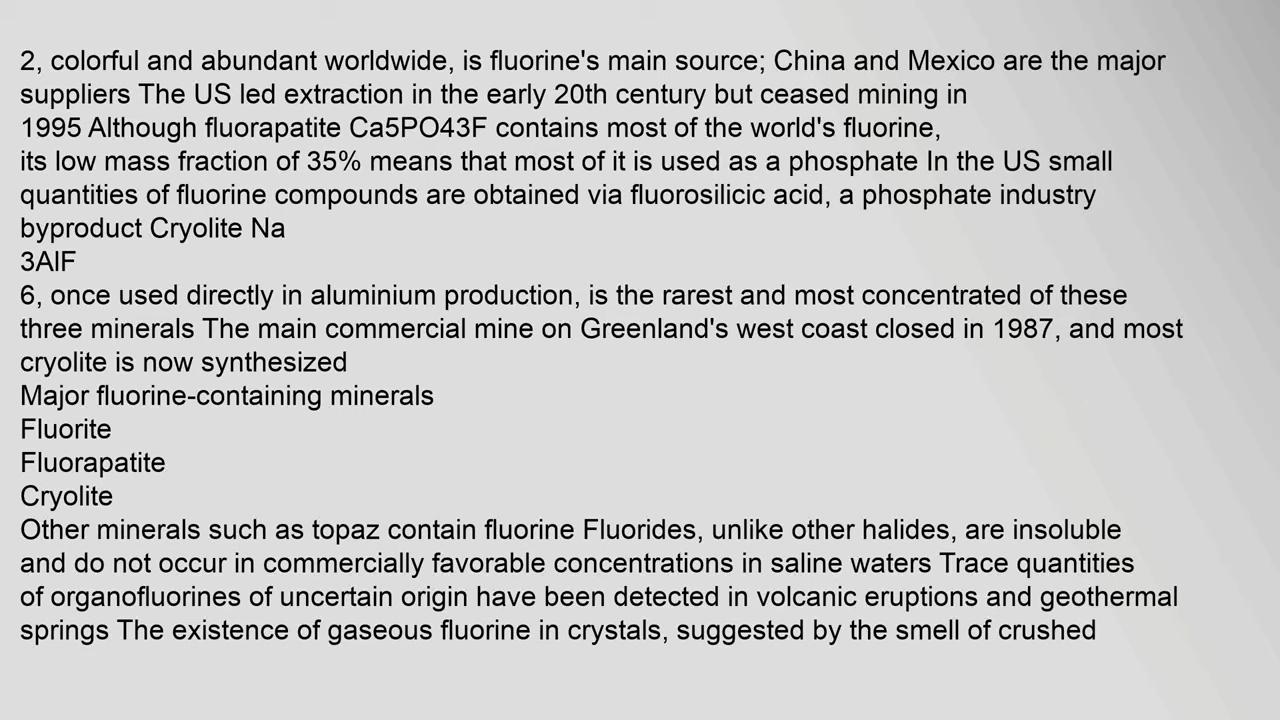 2, colorful and abundant worldwide, is fluorine's main source; China and Mexico are the major
suppliers The US led extraction in the early 20th century but ceased mining in
1995 Although fluorapatite Ca5PO43F contains most of the world's fluorine,
its low mass fraction of 35% means that most of it is used as a phosphate In the US small
quantities of fluorine compounds are obtained via fluorosilicic acid, a phosphate industry
byproduct Cryolite Na
3AlF
6, once used directly in aluminium production, is the rarest and most concentrated of these
three minerals The main commercial mine on Greenland's west coast closed in 1987, and most
cryolite is now synthesized
Major fluorine-containing minerals
Fluorite
Fluorapatite
Cryolite
Other minerals such as topaz contain fluorine Fluorides, unlike other halides, are insoluble
and do not occur in commercially favorable concentrations in saline waters Trace quantities
of organofluorines of uncertain origin have been detected in volcanic eruptions and geothermal
springs The existence of gaseous fluorine in crystals, suggested by the smell of crushed